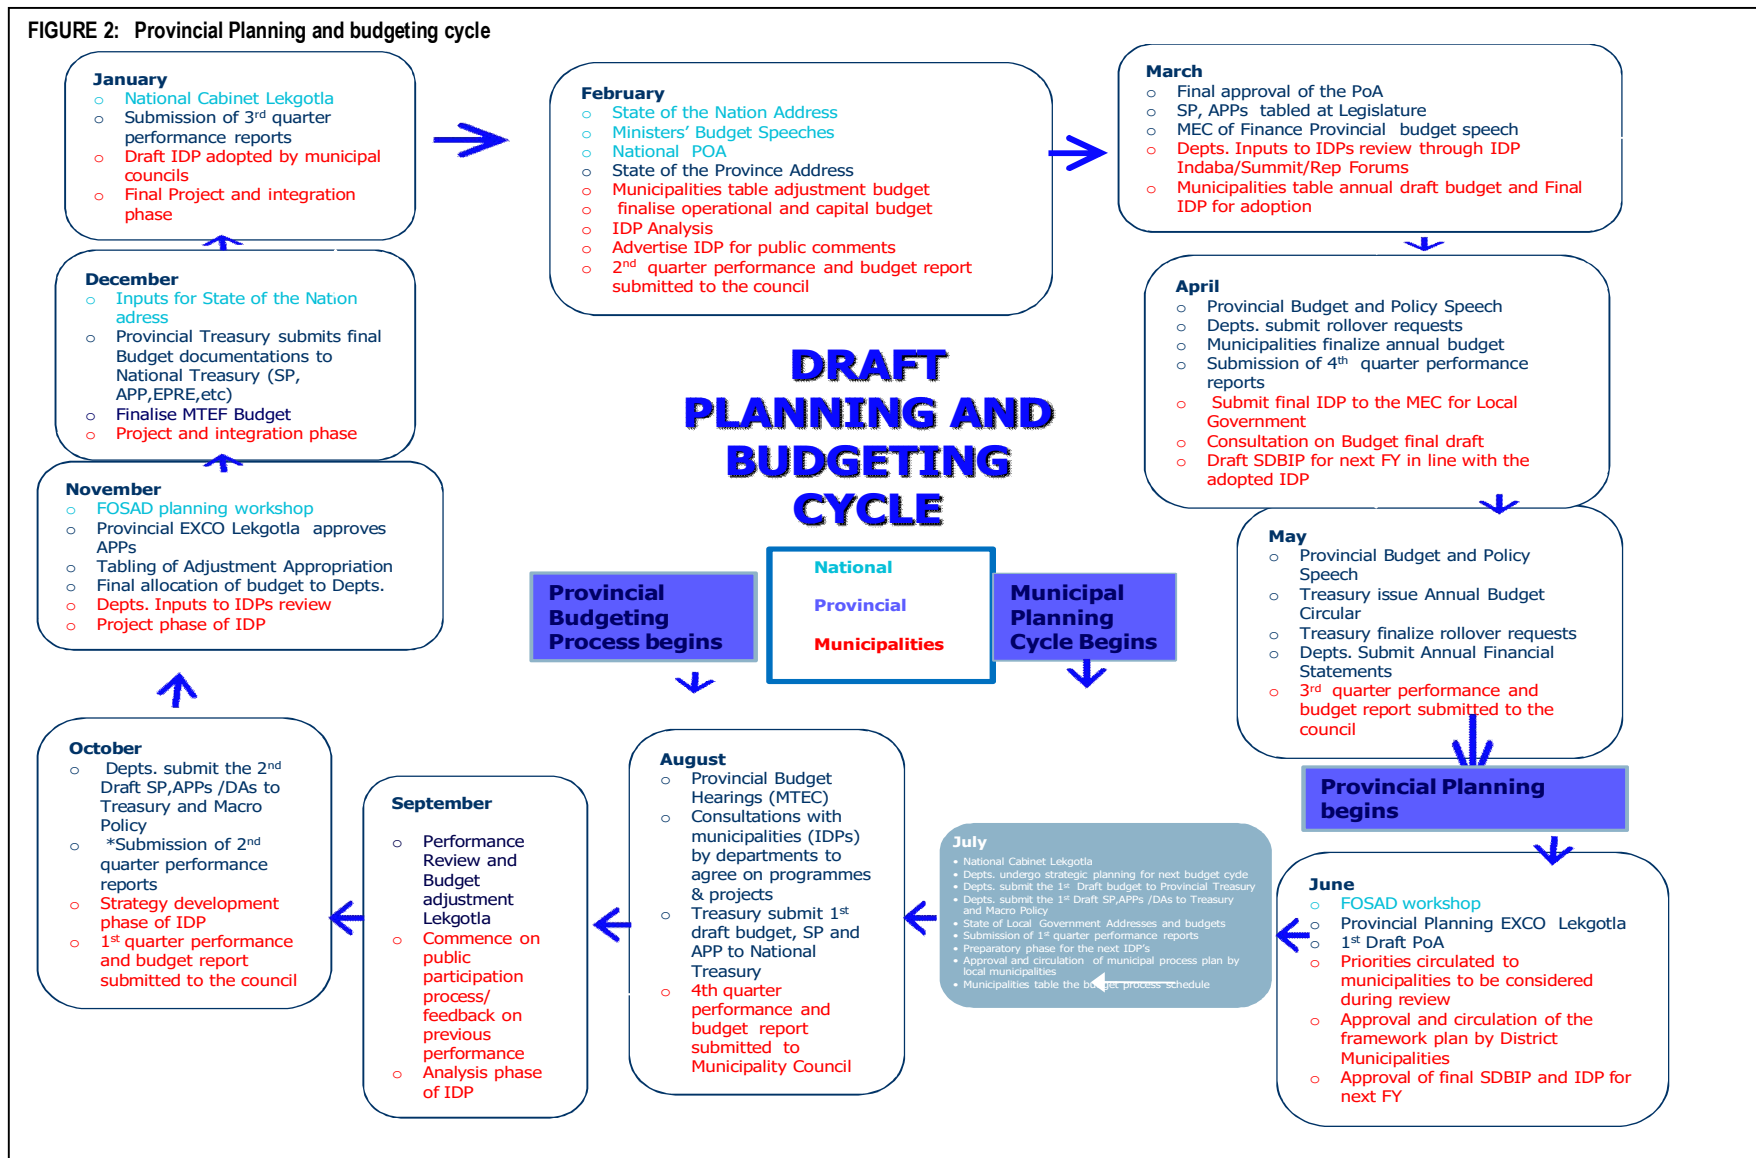 FIGURE 2: Provincial Planning and budgeting cycle
January
o National Cabinet Lekgotla
o Submission of 3rd quarter
performance reports
o Draft IDP adopted by municipal
councils
o Final Project and integration
phase
February
o State of the Nation Address
o Ministers’ Budget Speeches
o National POA
o State of the Province Address
o Municipalities table adjustment budget
o finalise operational and capital budget
o IDP Analysis
o Advertise IDP for public comments
o 2nd quarter performance and budget report
submitted to the council
March
o Final approval of the PoA
o SP, APPs tabled at Legislature
o MEC of Finance Provincial budget speech
o Depts. Inputs to IDPs review through IDP
Indaba/Summit/Rep Forums
o Municipalities table annual draft budget and Final
IDP for adoption
December
o Inputs for State of the Nation
adress
o Provincial Treasury submits final
Budget documentations to
National Treasury (SP,
APP,EPRE,etc)
o Finalise MTEF Budget
o Project and integration phase
April
o Provincial Budget and Policy Speech
o Depts. submit rollover requests
o Municipalities finalize annual budget
o Submission of 4th quarter performance
reports
o Submit final IDP to the MEC for Local
Government
o Consultation on Budget final draft
o Draft SDBIP for next FY in line with the
adopted IDP
DRAFT
PLANNING AND
BUDGETING
CYCLE
November
o FOSAD planning workshop
o Provincial EXCO Lekgotla approves
APPs
o Tabling of Adjustment Appropriation
o Final allocation of budget to Depts.
o Depts. Inputs to IDPs review
o Project phase of IDP
Provincial
Budgeting
Process begins
National
Provincial
Municipalities
Municipal
Planning
Cycle Begins
May
o Provincial Budget and Policy
Speech
o Treasury issue Annual Budget
Circular
o Treasury finalize rollover requests
o Depts. Submit Annual Financial
Statements
o 3rd quarter performance and
budget report submitted to the
council
Provincial Planning
begins
October
o Depts. submit the 2nd
Draft SP,APPs /DAs to
Treasury and Macro
Policy
o *Submission of 2nd
quarter performance
reports
o Strategy development
phase of IDP
o 1st quarter performance
and budget report
submitted to the council
September
o Performance
Review and
Budget
adjustment
Lekgotla
o Commence on
public
participation
process/
feedback on
previous
performance
o Analysis phase
of IDP
August
o Provincial Budget
Hearings (MTEC)
o Consultations with
municipalities (IDPs)
by departments to
agree on programmes
& projects
o Treasury submit 1st
draft budget, SP and
APP to National
Treasury
o 4th quarter
performance and
budget report
submitted to
Municipality Council
July
• National Cabinet Lekgotla
• Depts. undergo strategic planning for next budget cycle
• Depts. submit the 1st Draft budget to Provincial Treasury
• Depts. submit the 1st Draft SP,APPs /DAs to Treasury
and Macro Policy
• State of Local Government Addresses and budgets
• Submission of 1st quarter performance reports
• Preparatory phase for the next IDP's
• Approval and circulation of municipal process plan by
local municipalities
• Municipalities table the budget process schedule
June
o FOSAD workshop
o Provincial Planning EXCO Lekgotla
o 1st Draft PoA
o Priorities circulated to
municipalities to be considered
during review
o Approval and circulation of the
framework plan by District
Municipalities
o Approval of final SDBIP and IDP for
next FY